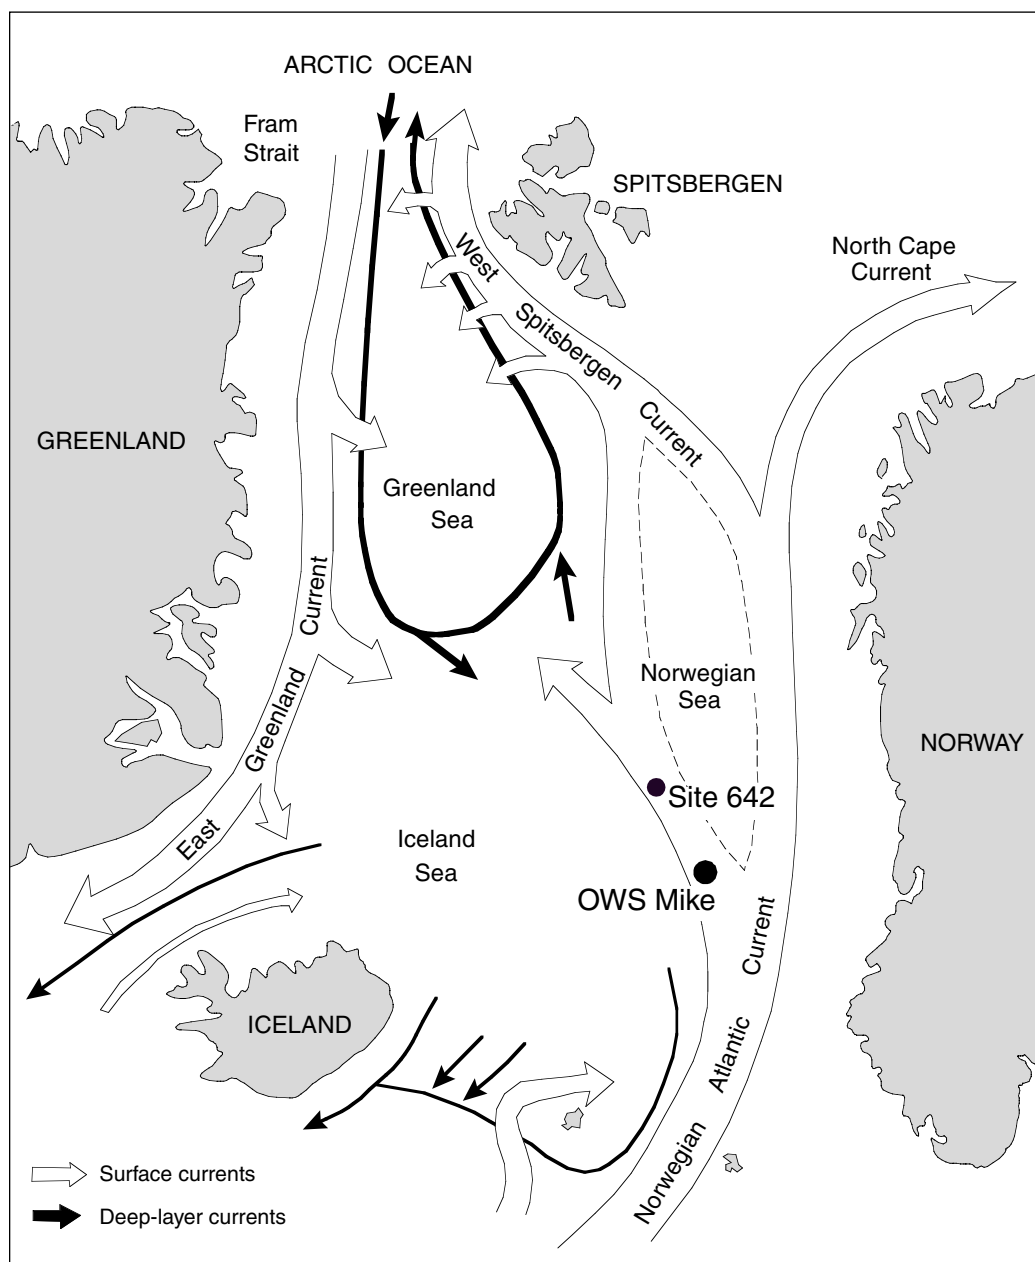 ARCTIC OCEAN
Fram
Strait
SPITSBERGEN
North Cape
Current
West
Spitsbergen
Current
GREENLAND
Greenland
Sea
East
Greenland
Current
Norwegian
Sea
NORWAY
Site 642
Iceland
Sea
OWS Mike
ICELAND
Norwegian
Atlantic
Current
Surface currents
Deep-layer currents